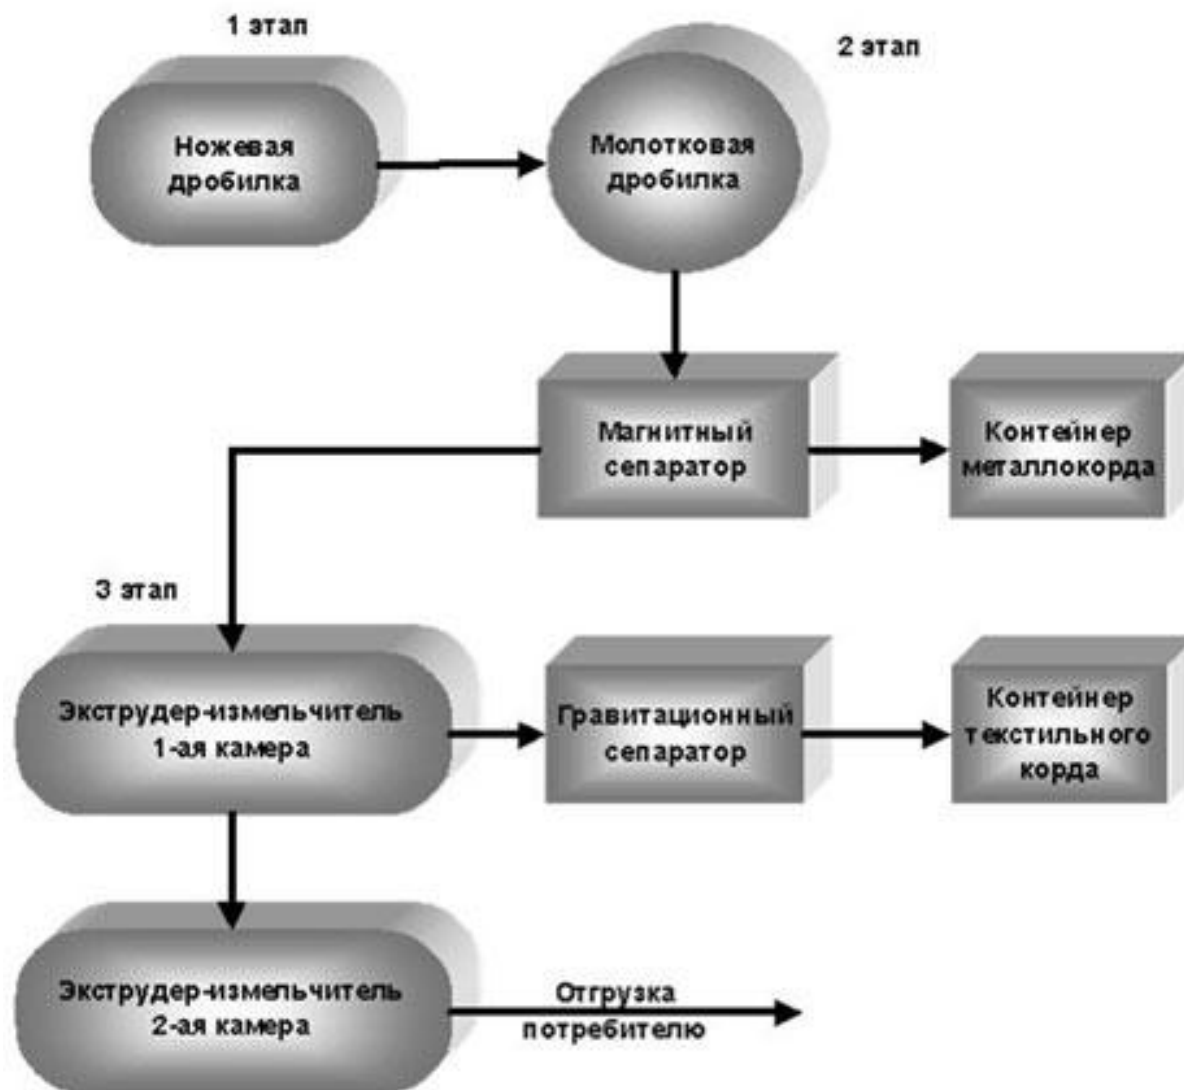 1 этап
2 этап
Ножевая
дробилка
Молотковая
дробилка
Магнитный
сепаратор
Контейнер
металлокорда
3 этап
Экструдер-измельчитель
1-ая камера
Гравитационный
сепаратор
Контейнер
текстильного
корда
Экструдер-измельчитель
2-ая камера
Отгрузка
потребителю